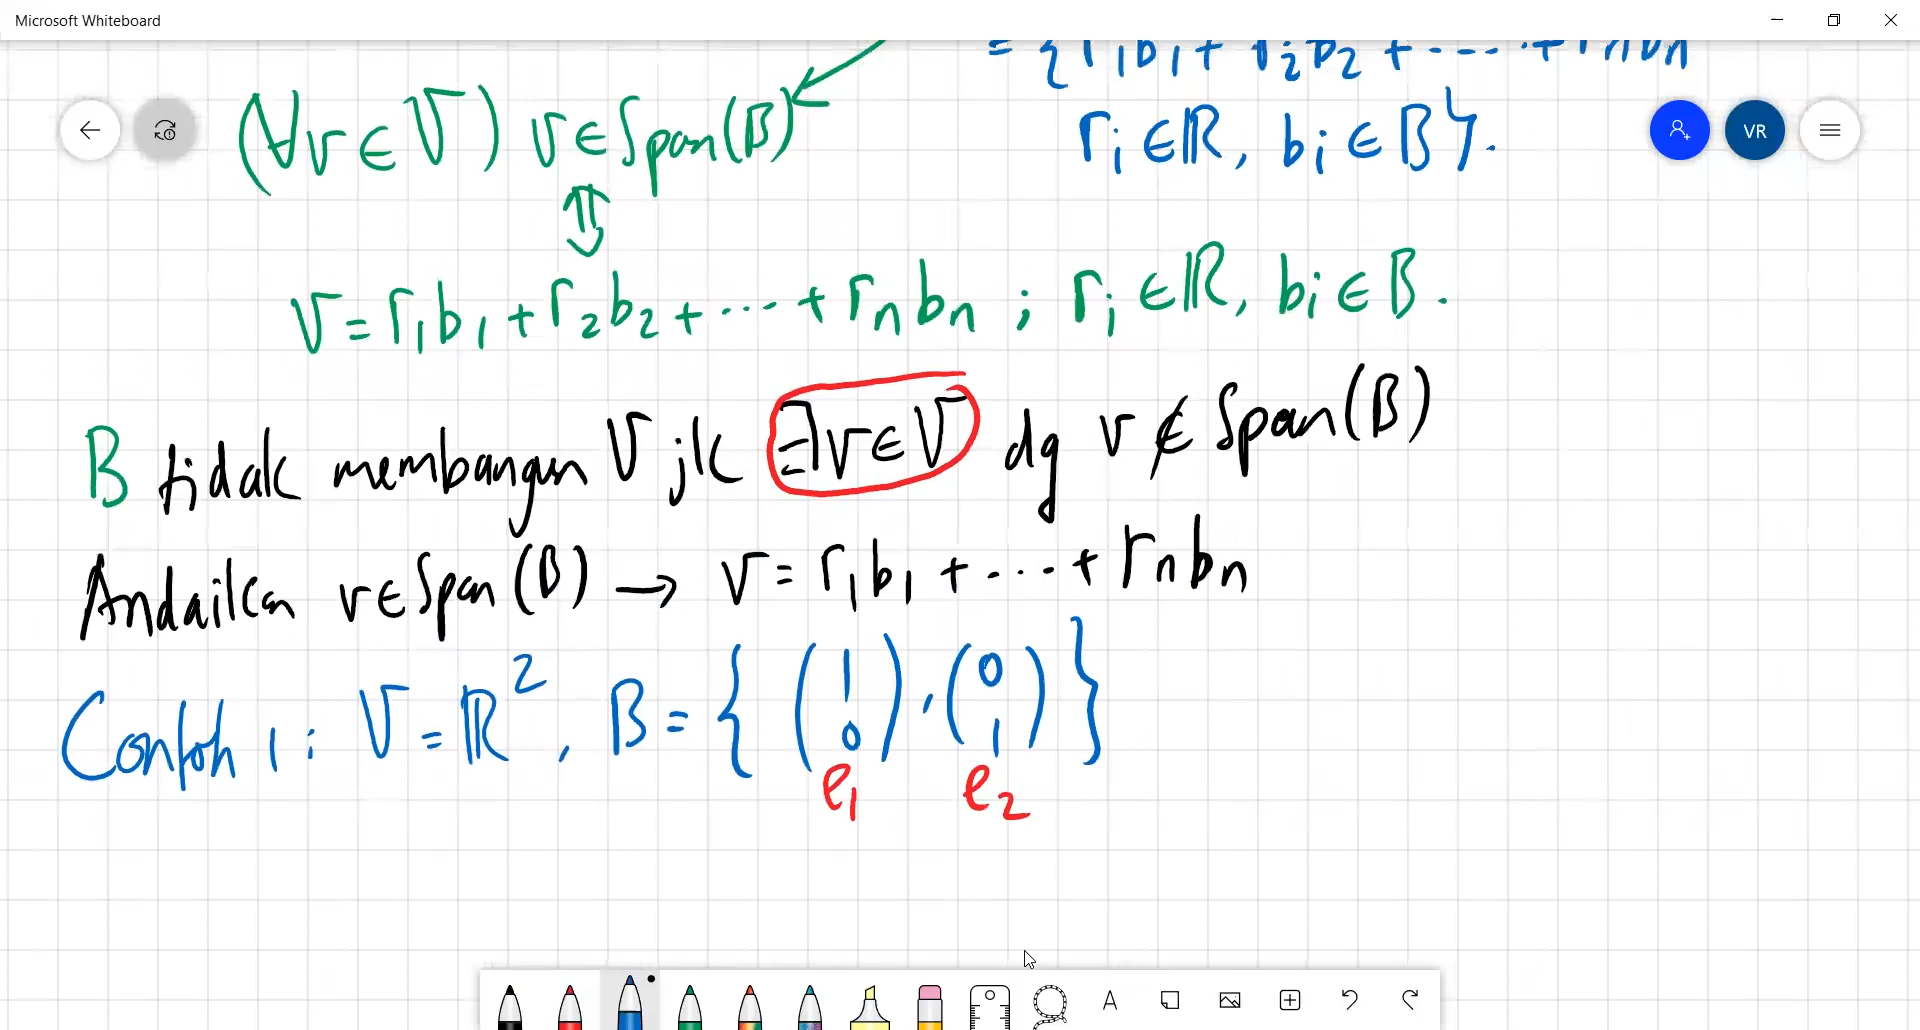 Microsoft Whiteboard
= { r₁b₁ + r₂b₂ + ..... + rₙbₙ
(∀v ∈ V) v ∈ Span(B)
rᵢ ∈ ℝ, bᵢ ∈ B }.
VR
⇕
v = r₁b₁ + r₂b₂ + ... + rₙbₙ ; rᵢ ∈ ℝ, bᵢ ∈ B.
B tidak membangun V jk ∃v ∈ V dg v ∉ Span(B)
Andaikan v ∈ Span(B) → v = r₁b₁ + ... + rₙbₙ
Contoh 1 : V = ℝ², B = { (1 0), (0 1) }
e₁ e₂
A